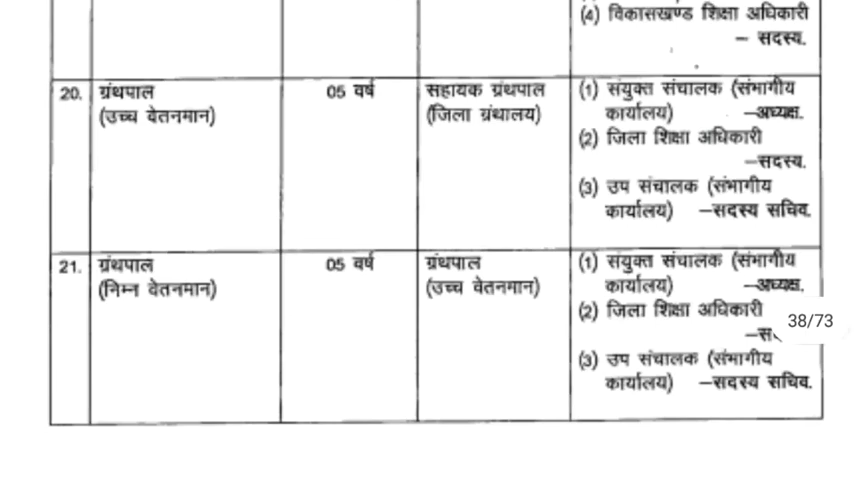 (4) विकासखण्ड शिक्षा अधिकारी
– सदस्य.
20. ग्रंथपाल
(उच्च वेतनमान)
05 वर्ष
सहायक ग्रंथपाल
(जिला ग्रंथालय)
(1) संयुक्त संचालक (संभागीय
कार्यालय) –अध्यक्ष.
(2) जिला शिक्षा अधिकारी
–सदस्य.
(3) उप संचालक (संभागीय
कार्यालय) –सदस्य सचिव.
21. ग्रंथपाल
(निम्न वेतनमान)
05 वर्ष
ग्रंथपाल
(उच्च वेतनमान)
(1) संयुक्त संचालक (संभागीय
कार्यालय) –अध्यक्ष.
(2) जिला शिक्षा अधिकारी
38/73
(3) उप संचालक (संभागीय
कार्यालय) –सदस्य सचिव.